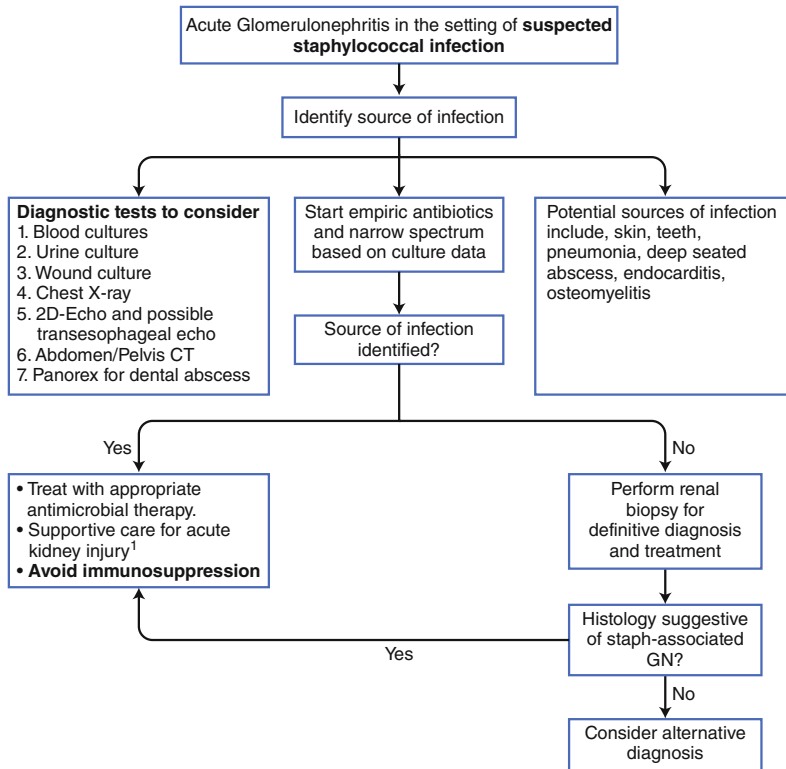 Acute Glomerulonephritis in the setting of suspected
staphylococcal infection
Identify source of infection
Diagnostic tests to consider
1. Blood cultures
2. Urine culture
3. Wound culture
4. Chest X-ray
5. 2D-Echo and possible
transesophageal echo
6. Abdomen/Pelvis CT
7. Panorex for dental abscess
Start empiric antibiotics
and narrow spectrum
based on culture data
Potential sources of infection
include, skin, teeth,
pneumonia, deep seated
abscess, endocarditis,
osteomyelitis
Source of infection
identified?
Yes
No
• Treat with appropriate
antimicrobial therapy.
• Supportive care for acute
kidney injury1
• Avoid immunosuppression
Perform renal
biopsy for
definitive diagnosis
and treatment
Histology suggestive
of staph-associated
GN?
Yes
No
Consider alternative
diagnosis